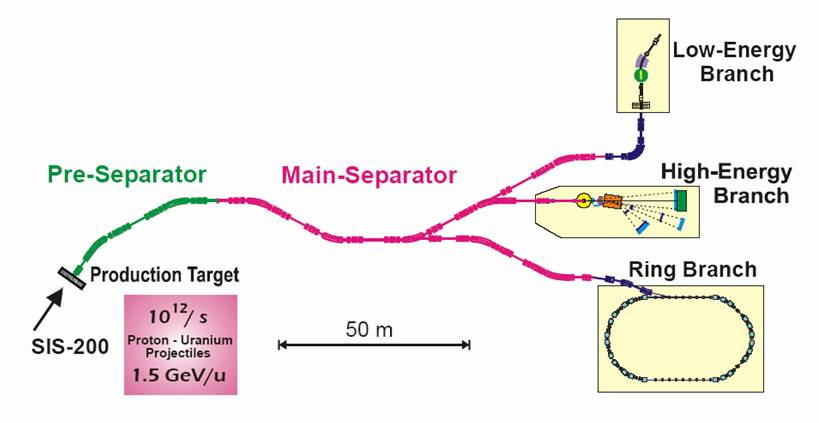 Low-Energy
Branch
Pre-Separator
Main-Separator
High-Energy
Branch
Production Target
Ring Branch
SIS-200
10¹²/ s
Proton - Uranium
Projectiles
1.5 GeV/u
50 m